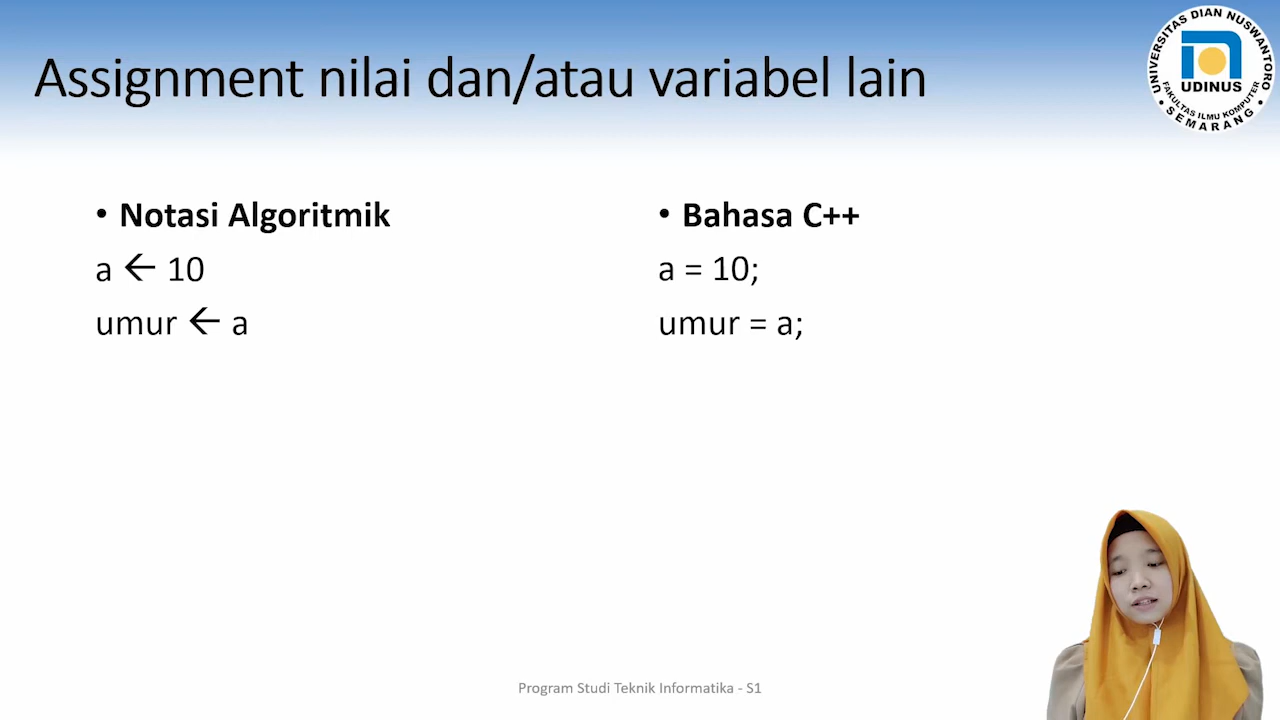 Assignment nilai dan/atau variabel lain
UNIVERSITAS DIAN NUSWANTORO
UDINUS
FAKULTAS ILMU KOMPUTER
• SEMARANG •
• Notasi Algoritmik
a ← 10
umur ← a
• Bahasa C++
a = 10;
umur = a;
Program Studi Teknik Informatika - S1